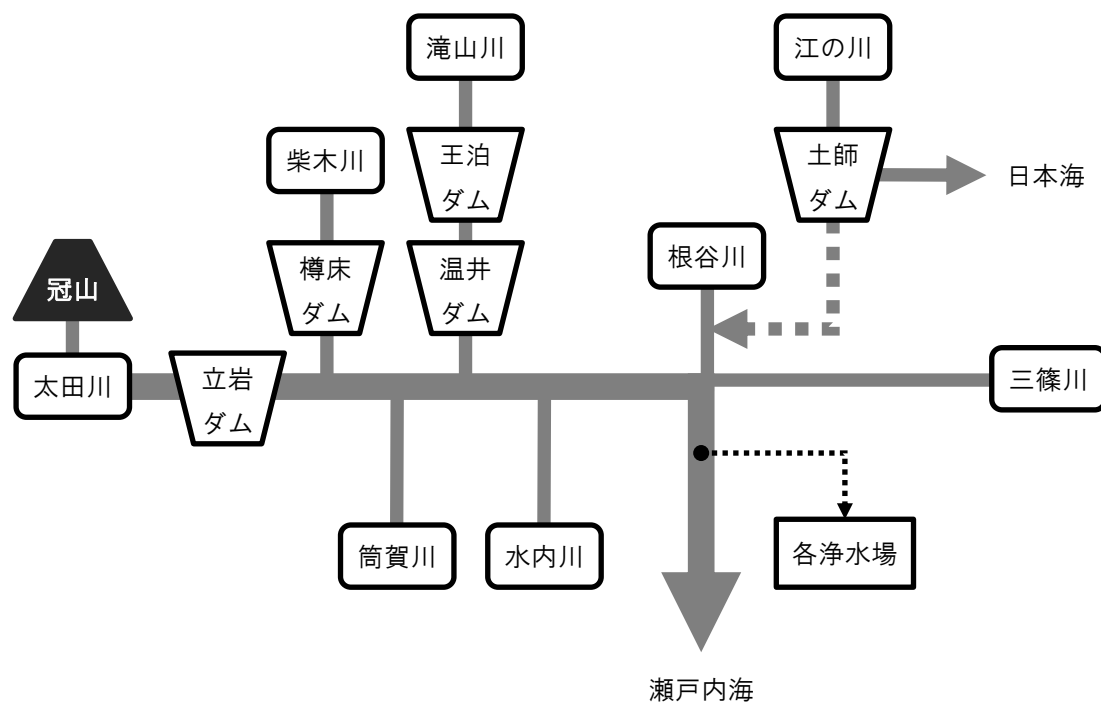 滝山川
江の川
柴木川
王泊
ダム
土師
ダム
日本海
冠山
樽床
ダム
温井
ダム
根谷川
太田川
立岩
ダム
三篠川
筒賀川
水内川
各浄水場
瀬戸内海